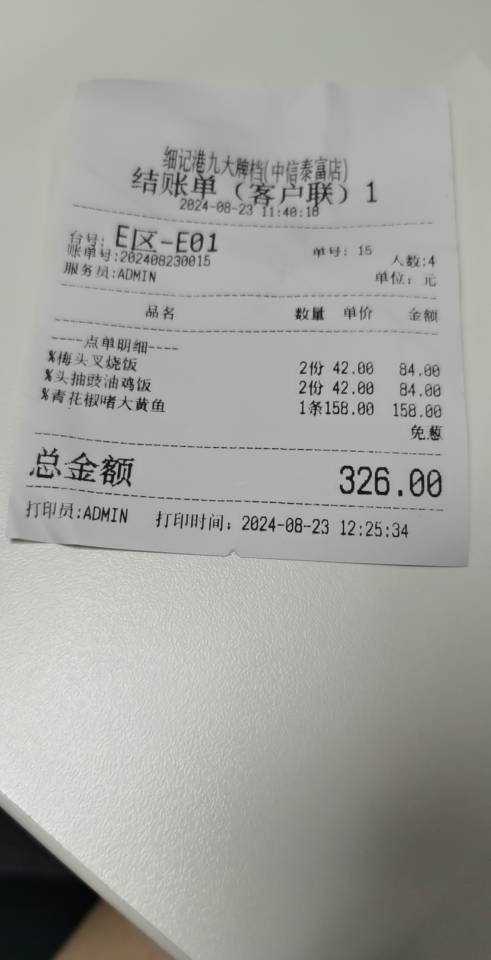 细记港九大牌档(中信泰富店)
结账单（客户联）1
2024-08-23 11:40:18
台号: E区-E01 单号: 15
账单号:202408230015 人数:4
服务员:ADMIN 单位: 元
品名 数量 单价 金额
----点单明细----
%梅头叉烧饭 2份 42.00 84.00
%头抽豉油鸡饭 2份 42.00 84.00
%青花椒啫大黄鱼 1条158.00 158.00
免葱
总金额 326.00
打印员:ADMIN 打印时间: 2024-08-23 12:25:34